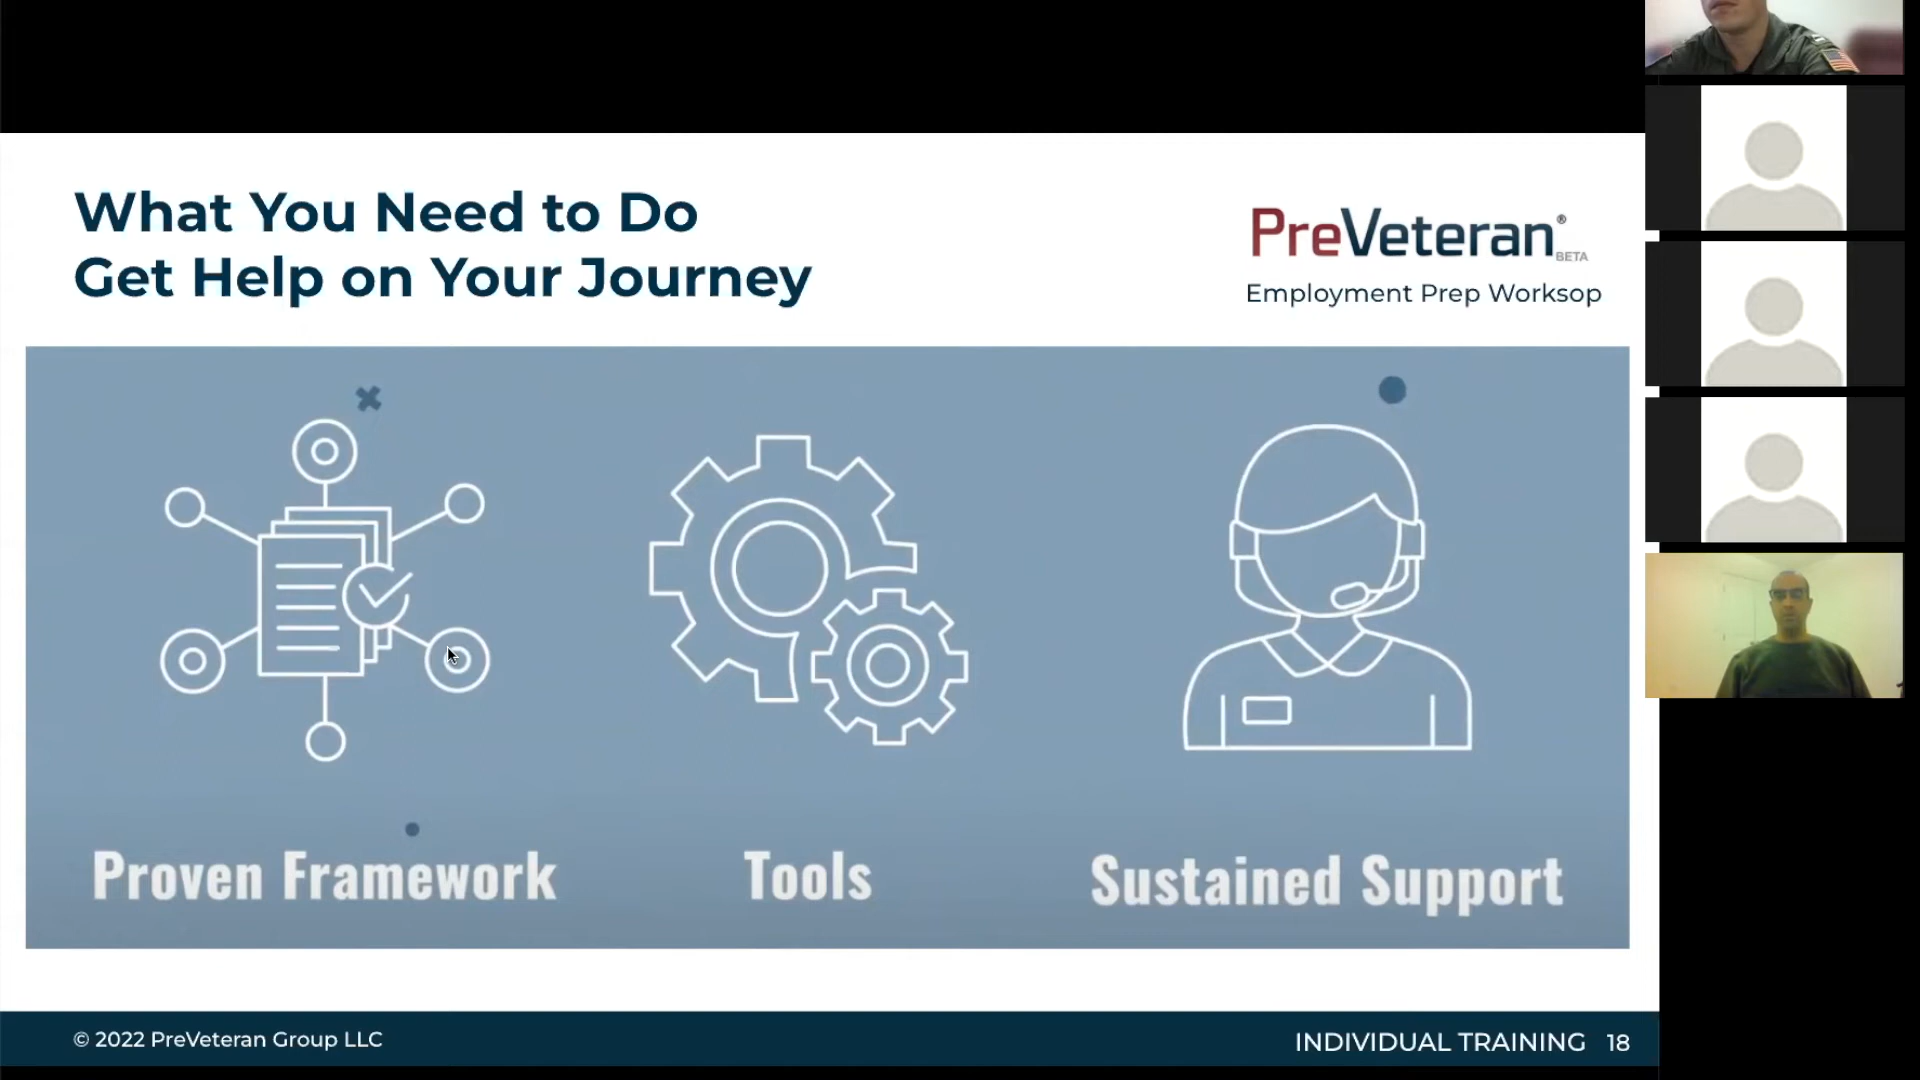 What You Need to Do
Get Help on Your Journey
PreVeteran®
BETA
Employment Prep Worksop
Proven Framework
Tools
Sustained Support
© 2022 PreVeteran Group LLC
INDIVIDUAL TRAINING 18